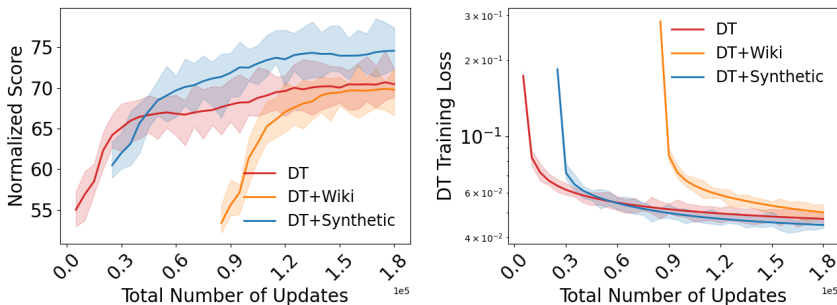 75
70
65
60
55
Normalized Score
DT
DT+Wiki
DT+Synthetic
0.0
0.3
0.6
0.9
1.2
1.5
1.8
1e5
Total Number of Updates
3 × 10⁻¹
2 × 10⁻¹
10⁻¹
6 × 10⁻²
4 × 10⁻²
DT Training Loss
DT
DT+Wiki
DT+Synthetic
0.0
0.3
0.6
0.9
1.2
1.5
1.8
1e5
Total Number of Updates